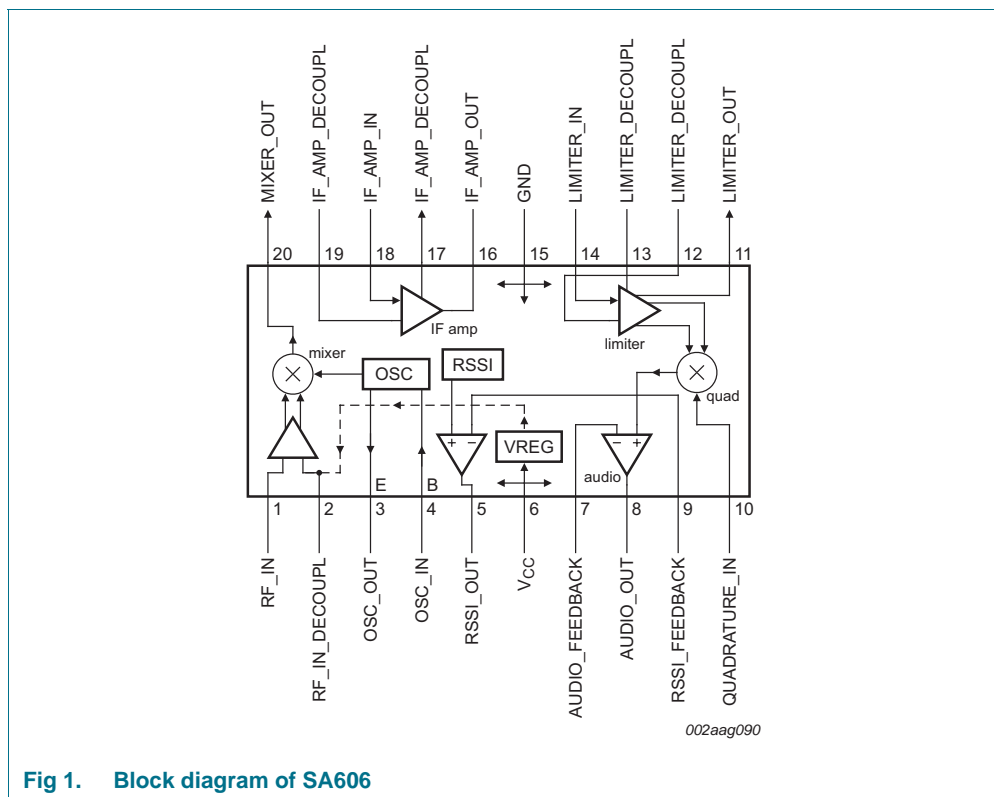 MIXER_OUT
IF_AMP_DECOUPL
IF_AMP_IN
IF_AMP_DECOUPL
IF_AMP_OUT
GND
LIMITER_IN
LIMITER_DECOUPL
LIMITER_DECOUPL
LIMITER_OUT
20 19 18 17 16 15 14 13 12 11
IF amp
limiter
mixer
OSC
RSSI
quad
+ −
VREG
− +
audio
E B
1 2 3 4 5 6 7 8 9 10
RF_IN
RF_IN_DECOUPL
OSC_OUT
OSC_IN
RSSI_OUT
VCC
AUDIO_FEEDBACK
AUDIO_OUT
RSSI_FEEDBACK
QUADRATURE_IN
002aag090
Fig 1. Block diagram of SA606